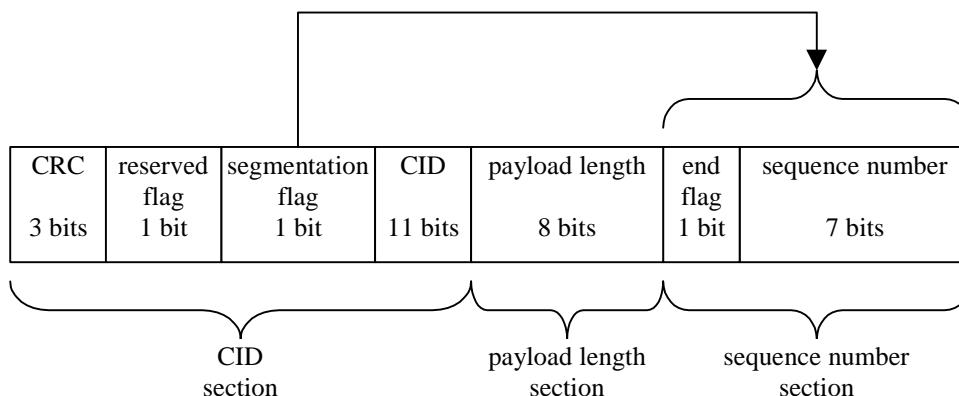 CRC
3 bits
reserved
flag
1 bit
segmentation
flag
1 bit
CID
11 bits
payload length
8 bits
end
flag
1 bit
sequence number
7 bits
CID
section
payload length
section
sequence number
section